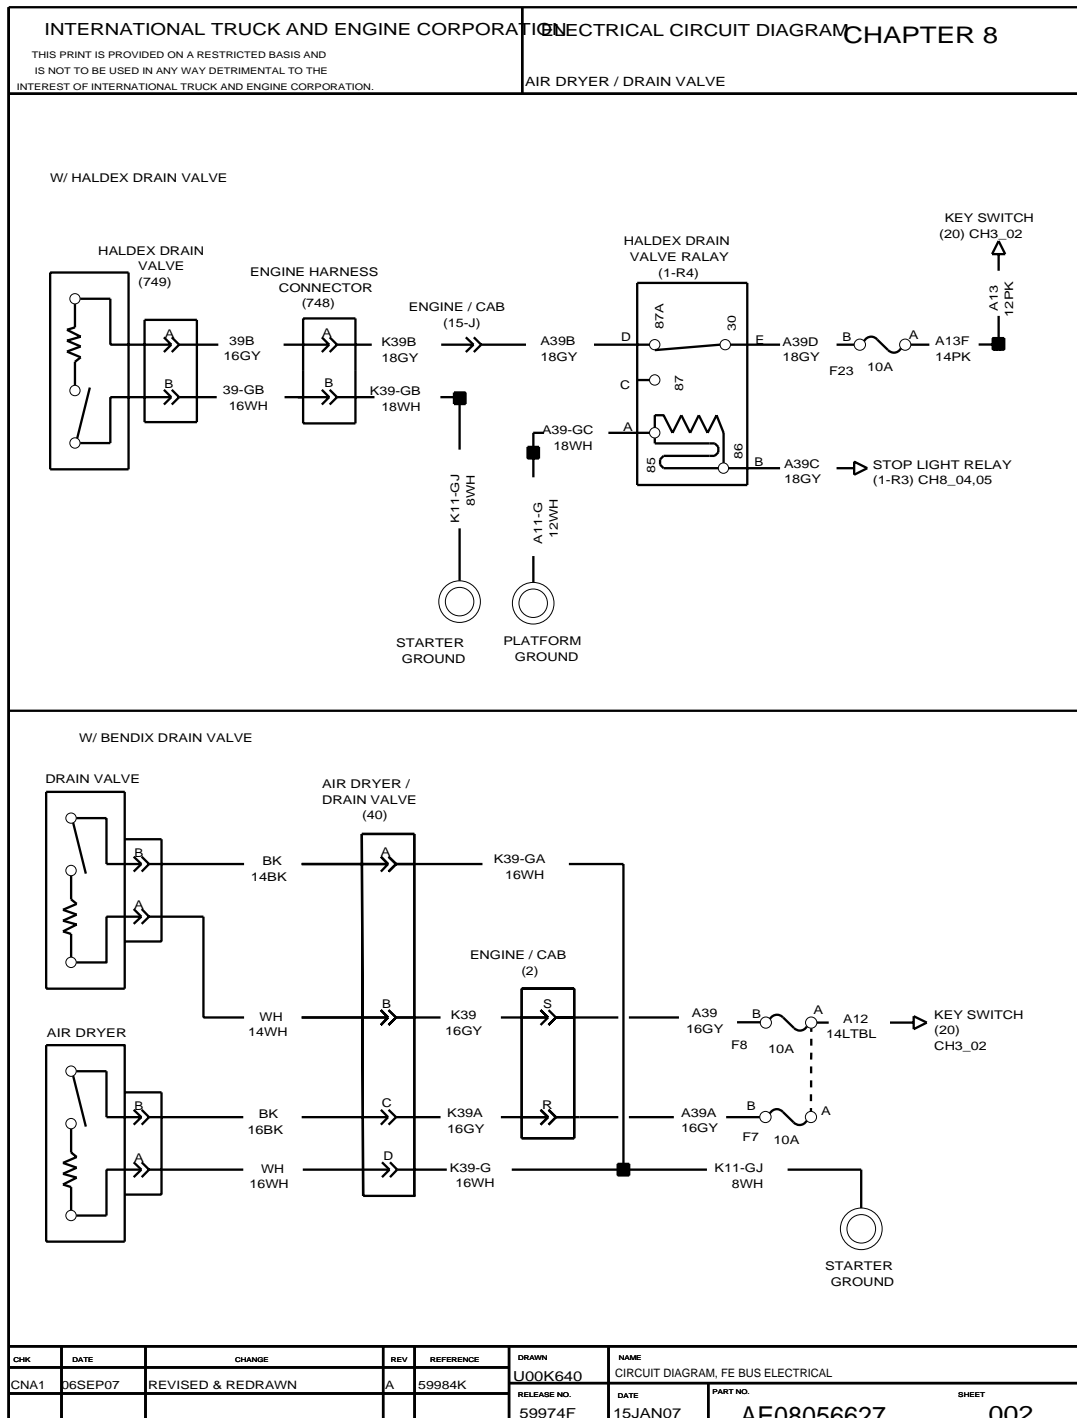 INTERNATIONAL TRUCK AND ENGINE CORPORATION
ELECTRICAL CIRCUIT DIAGRAM
CHAPTER 8
THIS PRINT IS PROVIDED ON A RESTRICTED BASIS AND
IS NOT TO BE USED IN ANY WAY DETRIMENTAL TO THE
INTEREST OF INTERNATIONAL TRUCK AND ENGINE CORPORATION.
AIR DRYER / DRAIN VALVE
W/ HALDEX DRAIN VALVE
KEY SWITCH
(20) CH3_02
HALDEX DRAIN
VALVE
(749)
ENGINE HARNESS
CONNECTOR
(748)
ENGINE / CAB
(15-J)
HALDEX DRAIN
VALVE RALAY
(1-R4)
A13
12PK
A
39B
16GY
A
K39B
18GY
A39B
18GY
D
87A
30
E
A39D
18GY
B
F23
10A
A
A13F
14PK
B
39-GB
16WH
B
K39-GB
18WH
C
87
A39-GC
18WH
A
85
86
B
A39C
18GY
STOP LIGHT RELAY
(1-R3) CH8_04,05
K11-GJ
8WH
A11-G
12WH
STARTER
GROUND
PLATFORM
GROUND
W/ BENDIX DRAIN VALVE
DRAIN VALVE
AIR DRYER /
DRAIN VALVE
(40)
B
BK
14BK
A
K39-GA
16WH
A
ENGINE / CAB
(2)
WH
14WH
B
K39
16GY
S
A39
16GY
B
F8
10A
A
A12
14LTBL
KEY SWITCH
(20)
CH3_02
AIR DRYER
B
BK
16BK
C
K39A
16GY
R
A39A
16GY
B
F7
10A
A
A
WH
16WH
D
K39-G
16WH
K11-GJ
8WH
STARTER
GROUND
CHK
DATE
CHANGE
REV
REFERENCE
DRAWN
NAME
U00K640
CIRCUIT DIAGRAM, FE BUS ELECTRICAL
CNA1
06SEP07
REVISED & REDRAWN
A
59984K
RELEASE NO.
DATE
PART NO.
SHEET
59974F
15JAN07
AE08056627
002